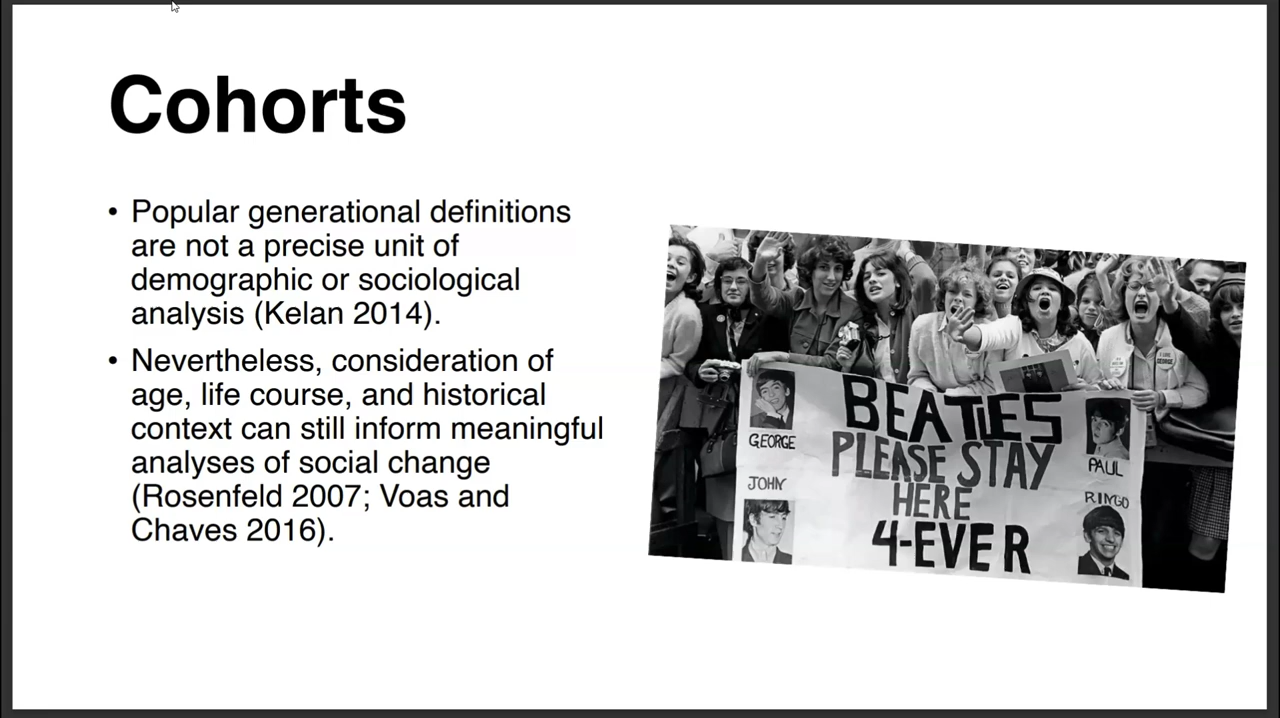 Cohorts
• Popular generational definitions
are not a precise unit of
demographic or sociological
analysis (Kelan 2014).
• Nevertheless, consideration of
age, life course, and historical
context can still inform meaningful
analyses of social change
(Rosenfeld 2007; Voas and
Chaves 2016).
GEORGE
JOHN
BEATLES
PLEASE STAY
HERE
4-EVER
PAUL
RINGO